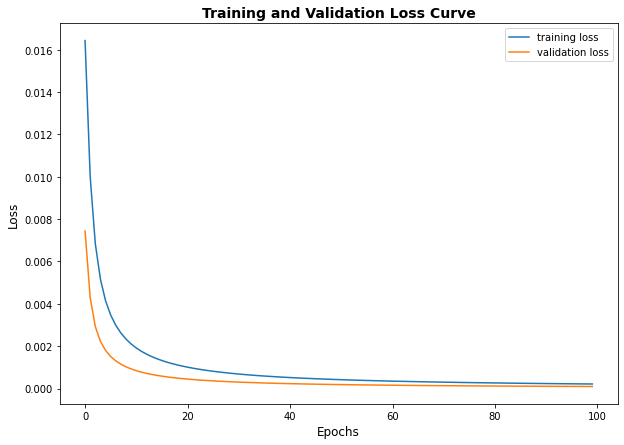 Training and Validation Loss Curve
training loss
validation loss
0.016
0.014
0.012
0.010
0.008
0.006
0.004
0.002
0.000
Loss
0 20 40 60 80 100
Epochs